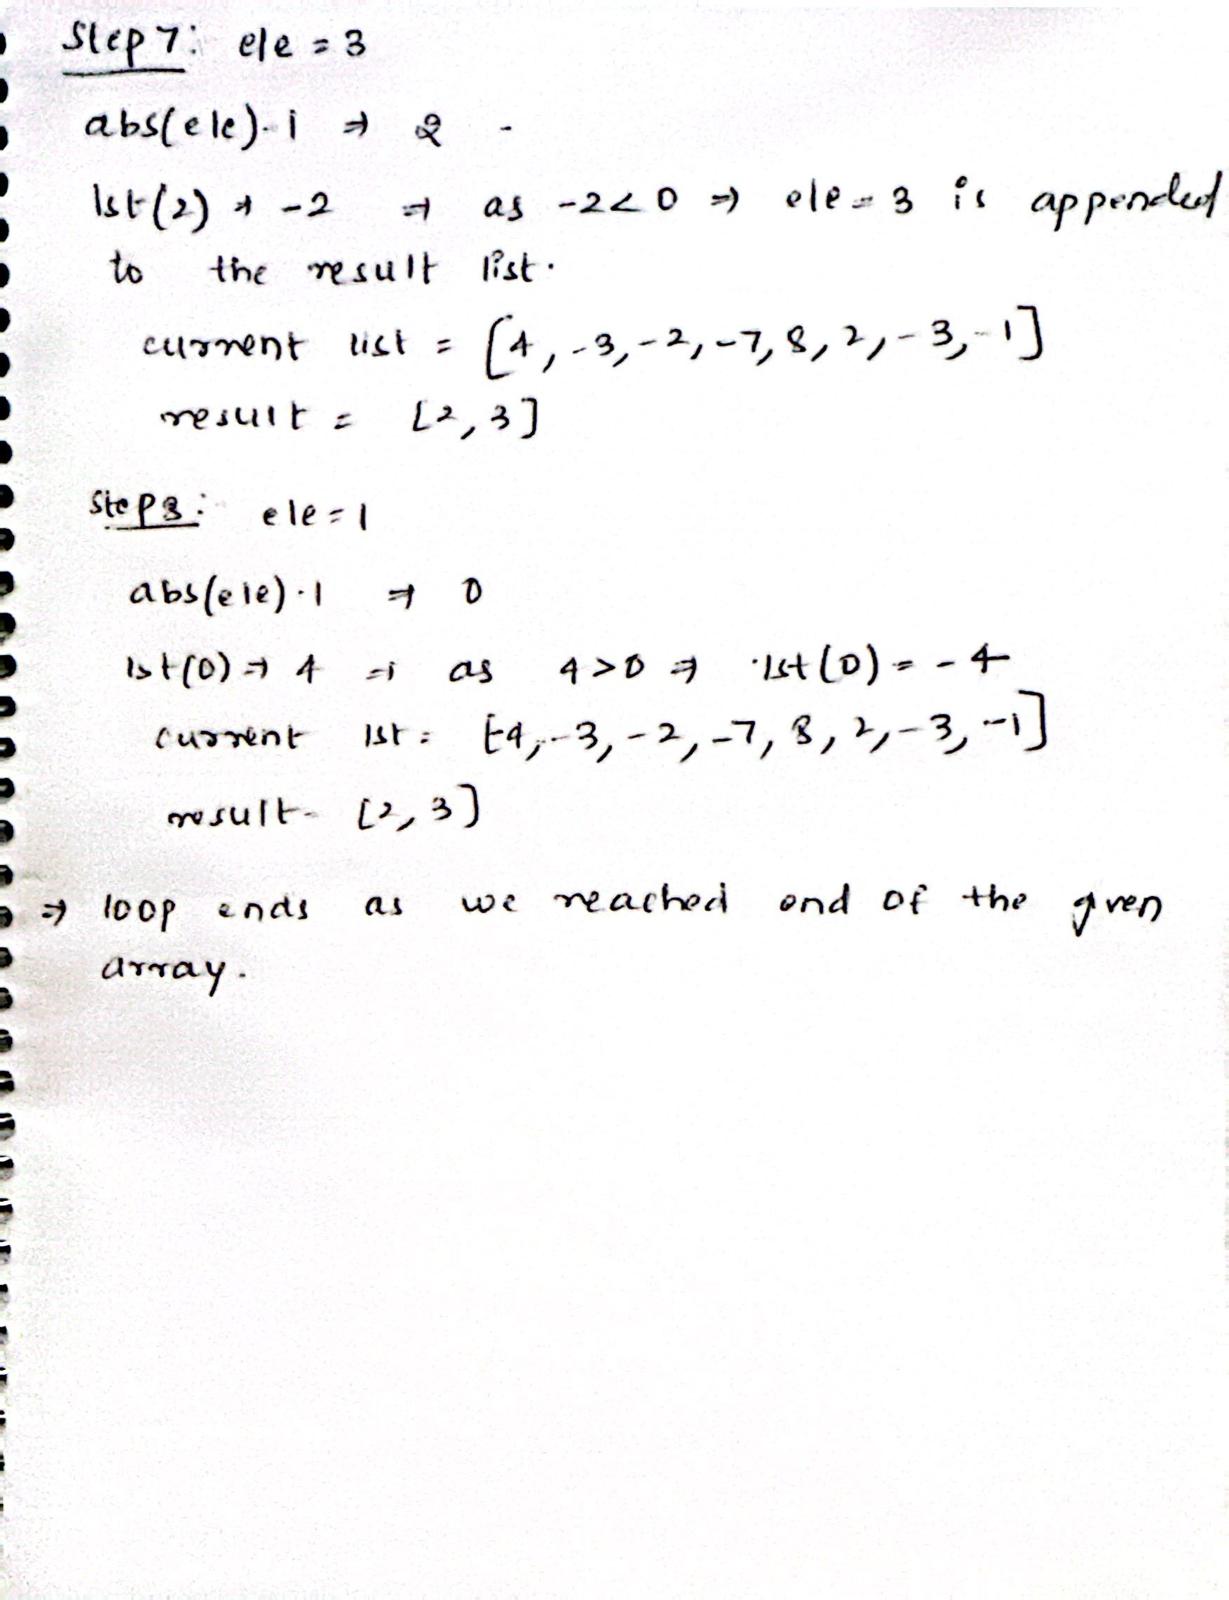 Step 7: ele = 3
abs(ele)-1 ⇒ 2
lst(2) ⇒ -2 ⇒ as -2<0 ⇒ ele = 3 is appended
to the result list.
current list = [4, -3, -2, -7, 8, 2, -3, -1]
result = [2, 3]
Step 8: ele = 1
abs(ele)-1 ⇒ 0
lst(0) ⇒ 4 ⇒ as 4>0 ⇒ lst(0) = -4
current lst = [-4, -3, -2, -7, 8, 2, -3, -1]
result = [2, 3]
⇒ loop ends as we reached end of the given
array.